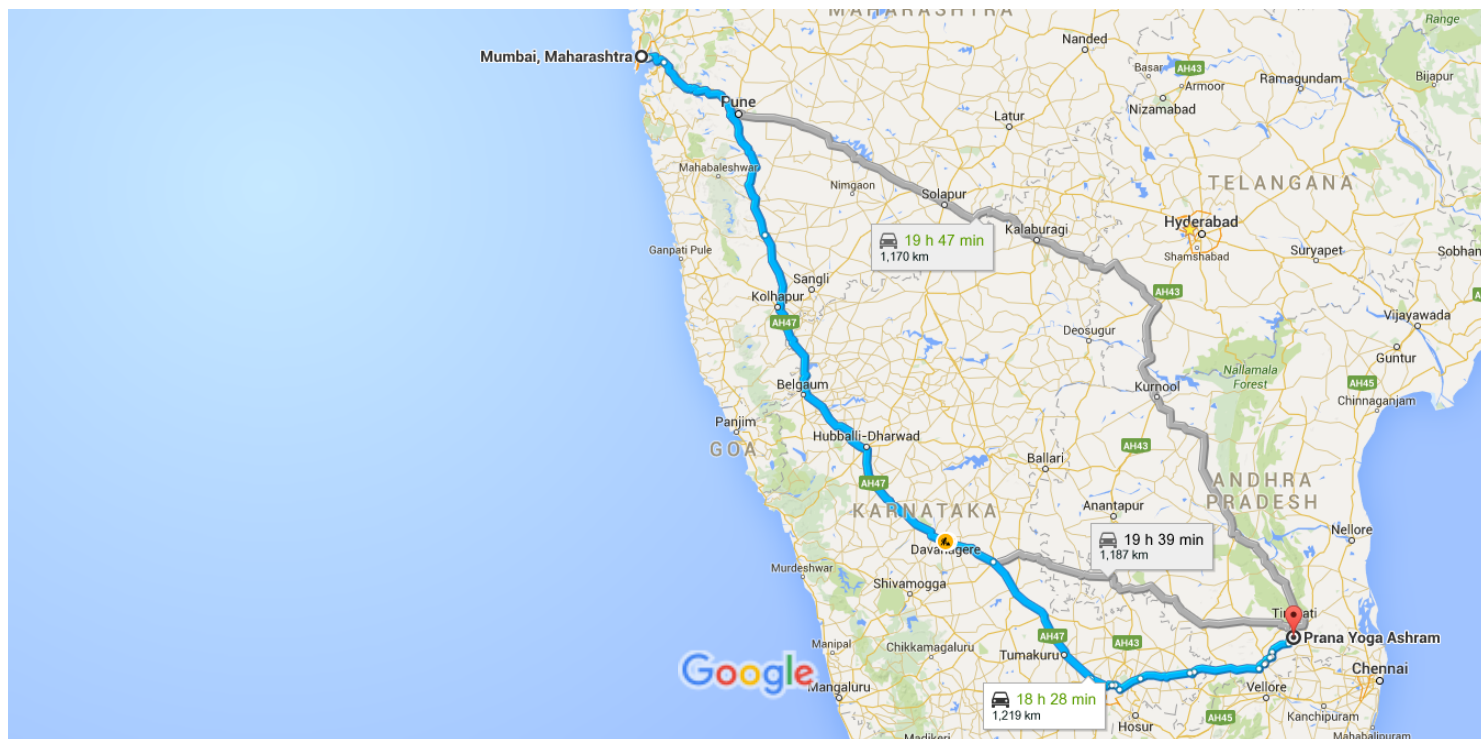 MAHARASHTRA
Range
Nanded
Mumbai, Maharashtra
Basar
AH43
Armoor
Ramagundam
Bijapur
Nizamabad
Pune
Latur
Mahabaleshwar
Nimgaon
Solapur
TELANGANA
Hyderabad
19 h 47 min
1,170 km
Kalaburagi
Shamshabad
Suryapet
Sobhan
Ganpati Pule
Sangli
Kolhapur
AH43
AH47
Deosugur
Vijayawada
Guntur
Nallamala
Forest
AH45
Belgaum
Kurnool
Chinnaganjam
Panjim
GOA
Hubballi-Dharwad
AH43
Ballari
AH47
ANDHRA
PRADESH
KARNATAKA
Anantapur
Nellore
Davanagere
19 h 39 min
1,187 km
Murdeshwar
Shivamogga
Prana Yoga Ashram
AH47
AH43
Manipal
Chikkamagaluru
Tumakuru
Google
Chennai
Mangaluru
18 h 28 min
1,219 km
Vellore
Hosur
AH45
Kanchipuram
Madikeri
Mahabalipuram